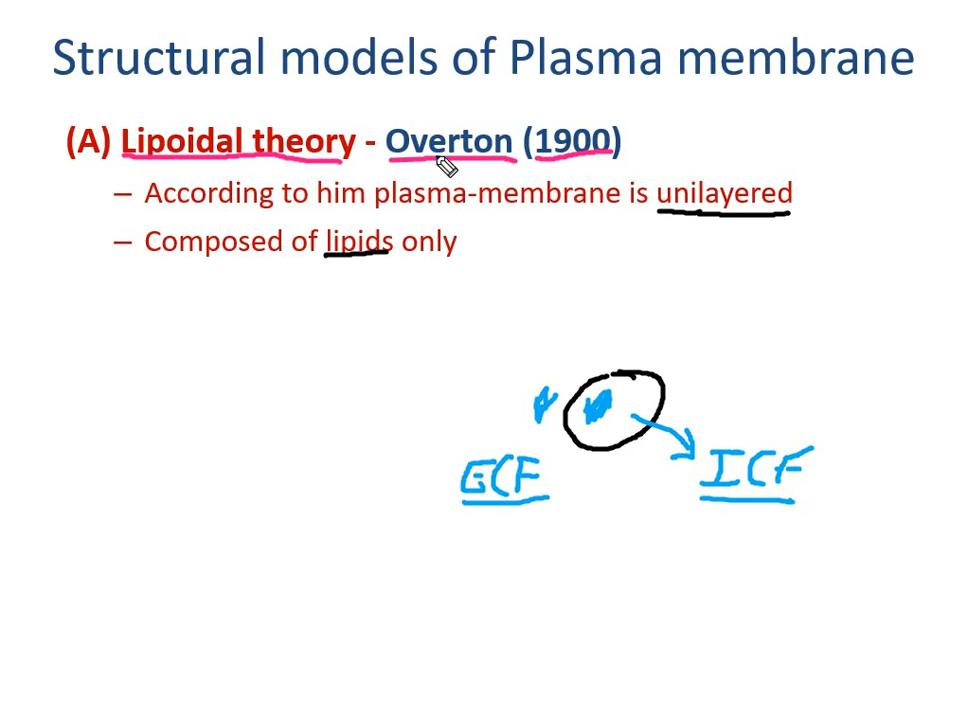 Structural models of Plasma membrane
(A) Lipoidal theory - Overton (1900)
– According to him plasma-membrane is unilayered
– Composed of lipids only
ECF
ICF